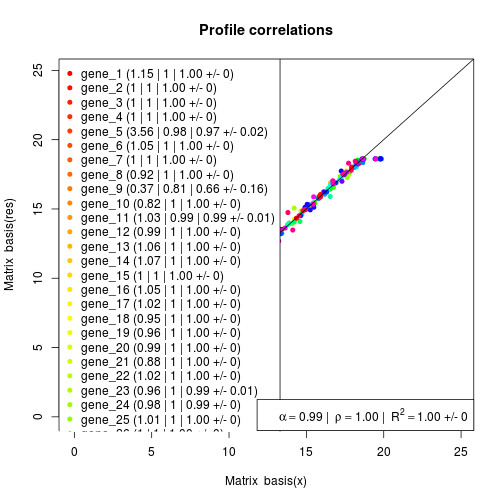 Profile correlations
gene_1 (1.15 | 1 | 1.00 +/- 0)
gene_2 (1 | 1 | 1.00 +/- 0)
gene_3 (1 | 1 | 1.00 +/- 0)
gene_4 (1 | 1 | 1.00 +/- 0)
gene_5 (3.56 | 0.98 | 0.97 +/- 0.02)
gene_6 (1.05 | 1 | 1.00 +/- 0)
gene_7 (1 | 1 | 1.00 +/- 0)
gene_8 (0.92 | 1 | 1.00 +/- 0)
gene_9 (0.37 | 0.81 | 0.66 +/- 0.16)
gene_10 (0.82 | 1 | 1.00 +/- 0)
gene_11 (1.03 | 0.99 | 0.99 +/- 0.01)
gene_12 (0.99 | 1 | 1.00 +/- 0)
gene_13 (1.06 | 1 | 1.00 +/- 0)
gene_14 (1.07 | 1 | 1.00 +/- 0)
gene_15 (1 | 1 | 1.00 +/- 0)
gene_16 (1.05 | 1 | 1.00 +/- 0)
gene_17 (1.02 | 1 | 1.00 +/- 0)
gene_18 (0.95 | 1 | 1.00 +/- 0)
gene_19 (0.96 | 1 | 1.00 +/- 0)
gene_20 (0.99 | 1 | 1.00 +/- 0)
gene_21 (0.88 | 1 | 1.00 +/- 0)
gene_22 (1.02 | 1 | 1.00 +/- 0)
gene_23 (0.96 | 1 | 0.99 +/- 0.01)
gene_24 (0.98 | 1 | 0.99 +/- 0)
gene_25 (1.01 | 1 | 1.00 +/- 0)
α = 0.99 | ρ = 1.00 | R² = 1.00 +/- 0
25
20
15
10
5
0
Matrix basis(res)
0 5 10 15 20 25
Matrix basis(x)